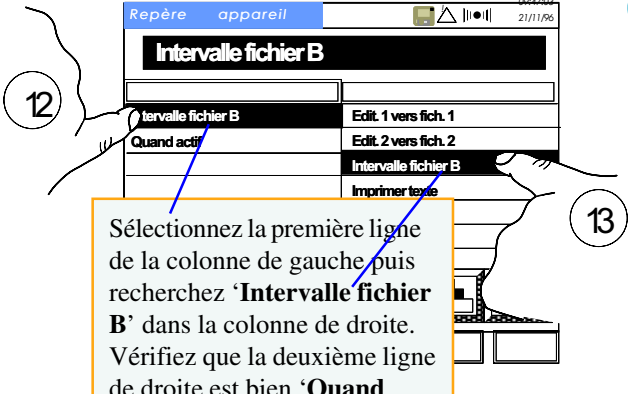 Repère appareil
21/11/96
Intervalle fichier B
12
tervalle fichier B
Quand actif
Edit. 1 vers fich. 1
Edit. 2 vers fich. 2
Intervalle fichier B
Imprimer texte
13
Sélectionnez la première ligne
de la colonne de gauche puis
recherchez ‘Intervalle fichier
B’ dans la colonne de droite.
Vérifiez que la deuxième ligne
de droite est bien ‘Quand